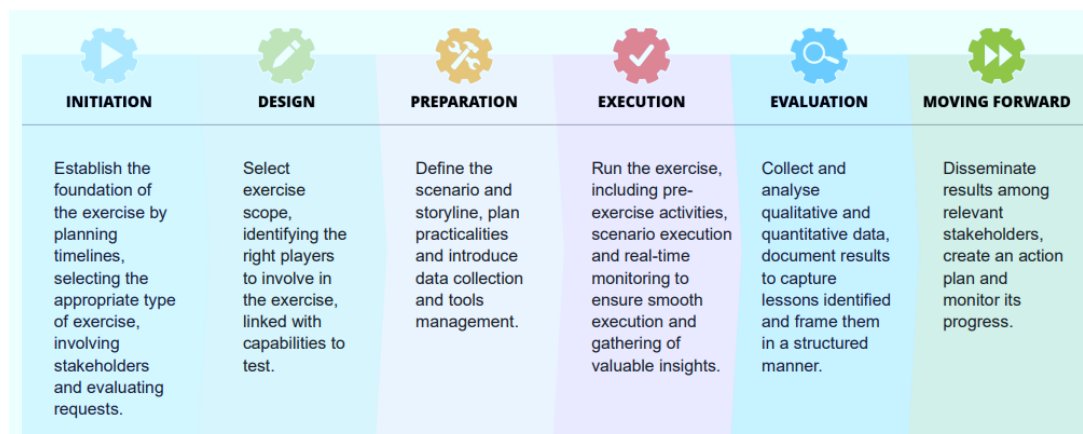 INITIATION
Establish the
foundation of
the exercise by
planning
timelines,
selecting the
appropriate type
of exercise,
involving
stakeholders
and evaluating
requests.
DESIGN
Select
exercise
scope,
identifying the
right players
to involve in
the exercise,
linked with
capabilities to
test.
PREPARATION
Define the
scenario and
storyline, plan
practicalities
and introduce
data collection
and tools
management.
EXECUTION
Run the exercise,
including pre-
exercise activities,
scenario execution
and real-time
monitoring to
ensure smooth
execution and
gathering of
valuable insights.
EVALUATION
Collect and
analyse
qualitative and
quantitative data,
document results
to capture
lessons identified
and frame them
in a structured
manner.
MOVING FORWARD
Disseminate
results among
relevant
stakeholders,
create an action
plan and
monitor its
progress.